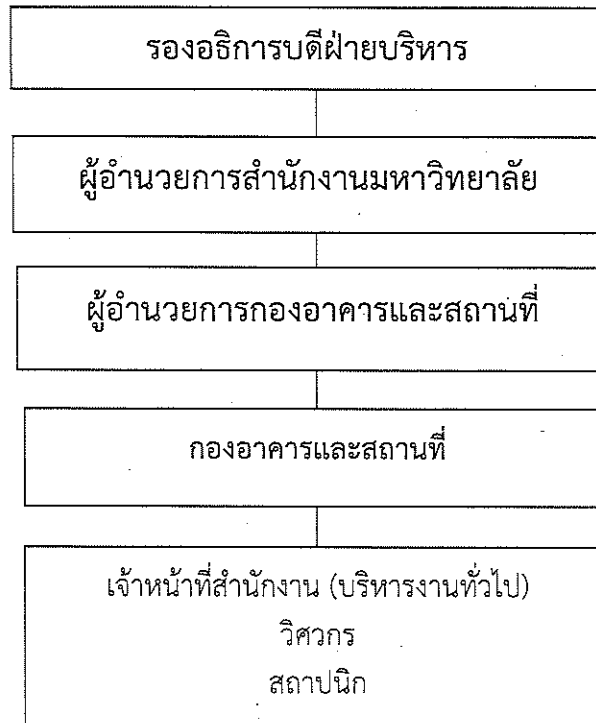 รองอธิการบดีฝ่ายบริหาร
ผู้อำนวยการสำนักงานมหาวิทยาลัย
ผู้อำนวยการกองอาคารและสถานที่
กองอาคารและสถานที่
เจ้าหน้าที่สำนักงาน (บริหารงานทั่วไป)
วิศวกร
สถาปนิก